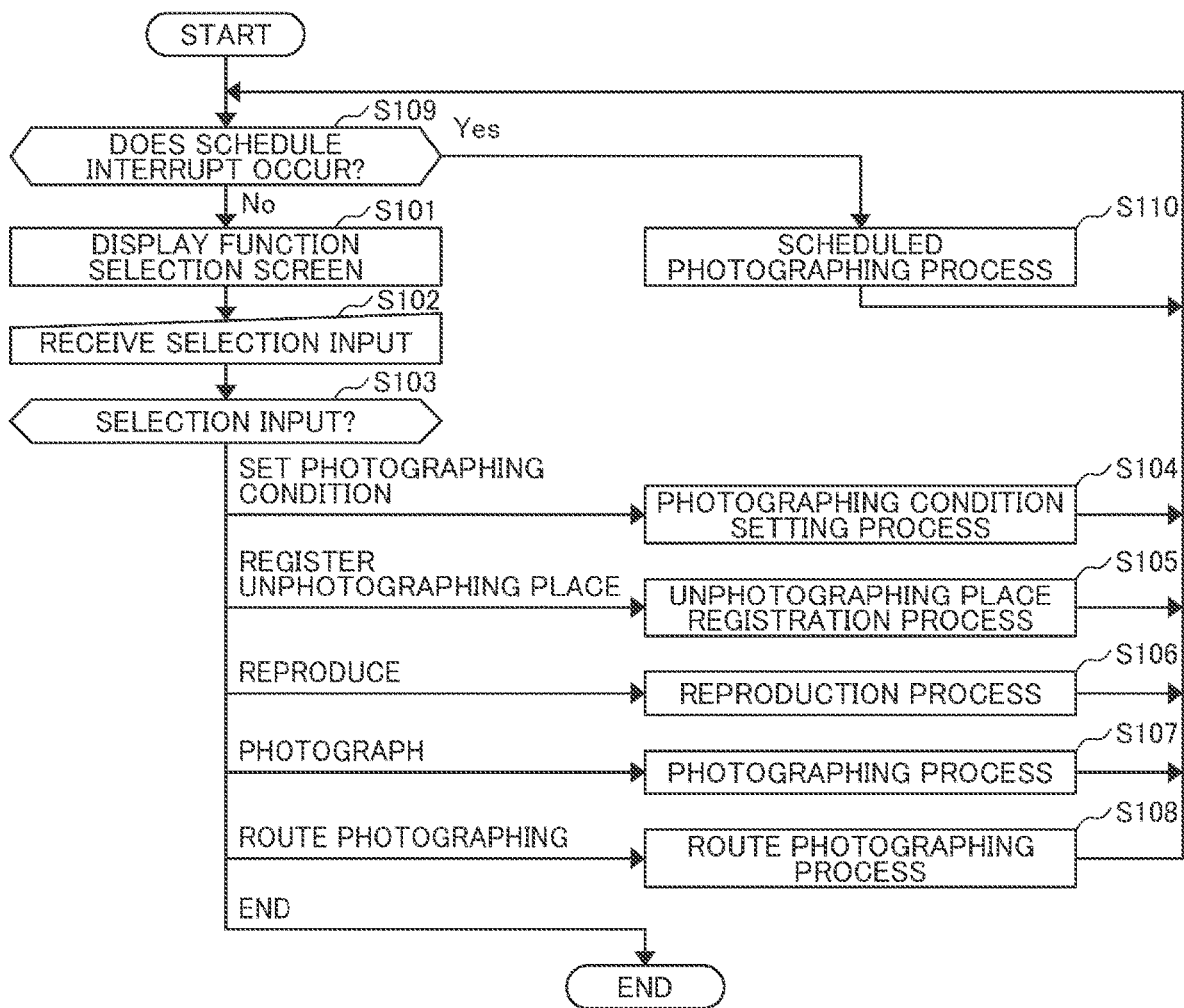 START
S109
DOES SCHEDULE
INTERRUPT OCCUR?
Yes
No
S101
DISPLAY FUNCTION
SELECTION SCREEN
S110
SCHEDULED
PHOTOGRAPHING PROCESS
S102
RECEIVE SELECTION INPUT
S103
SELECTION INPUT?
SET PHOTOGRAPHING
CONDITION
S104
PHOTOGRAPHING CONDITION
SETTING PROCESS
REGISTER
UNPHOTOGRAPHING PLACE
S105
UNPHOTOGRAPHING PLACE
REGISTRATION PROCESS
REPRODUCE
S106
REPRODUCTION PROCESS
PHOTOGRAPH
S107
PHOTOGRAPHING PROCESS
ROUTE PHOTOGRAPHING
S108
ROUTE PHOTOGRAPHING
PROCESS
END
END